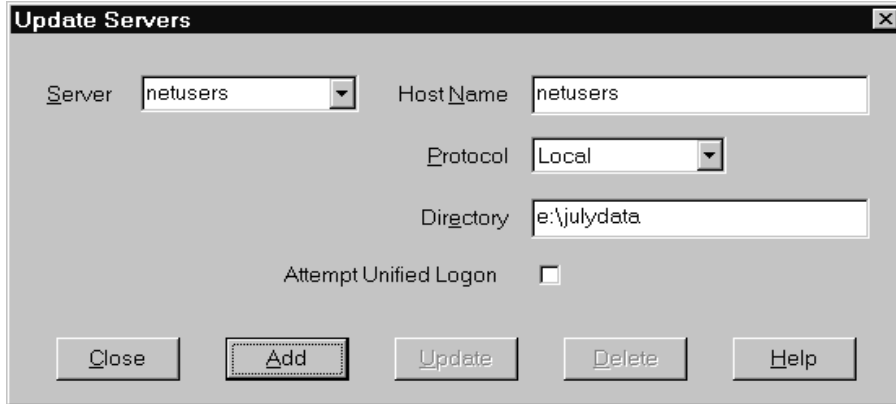 Update Servers
Server netusers Host Name netusers
Protocol Local
Directory e:\julydata
Attempt Unified Logon
Close Add Update Delete Help